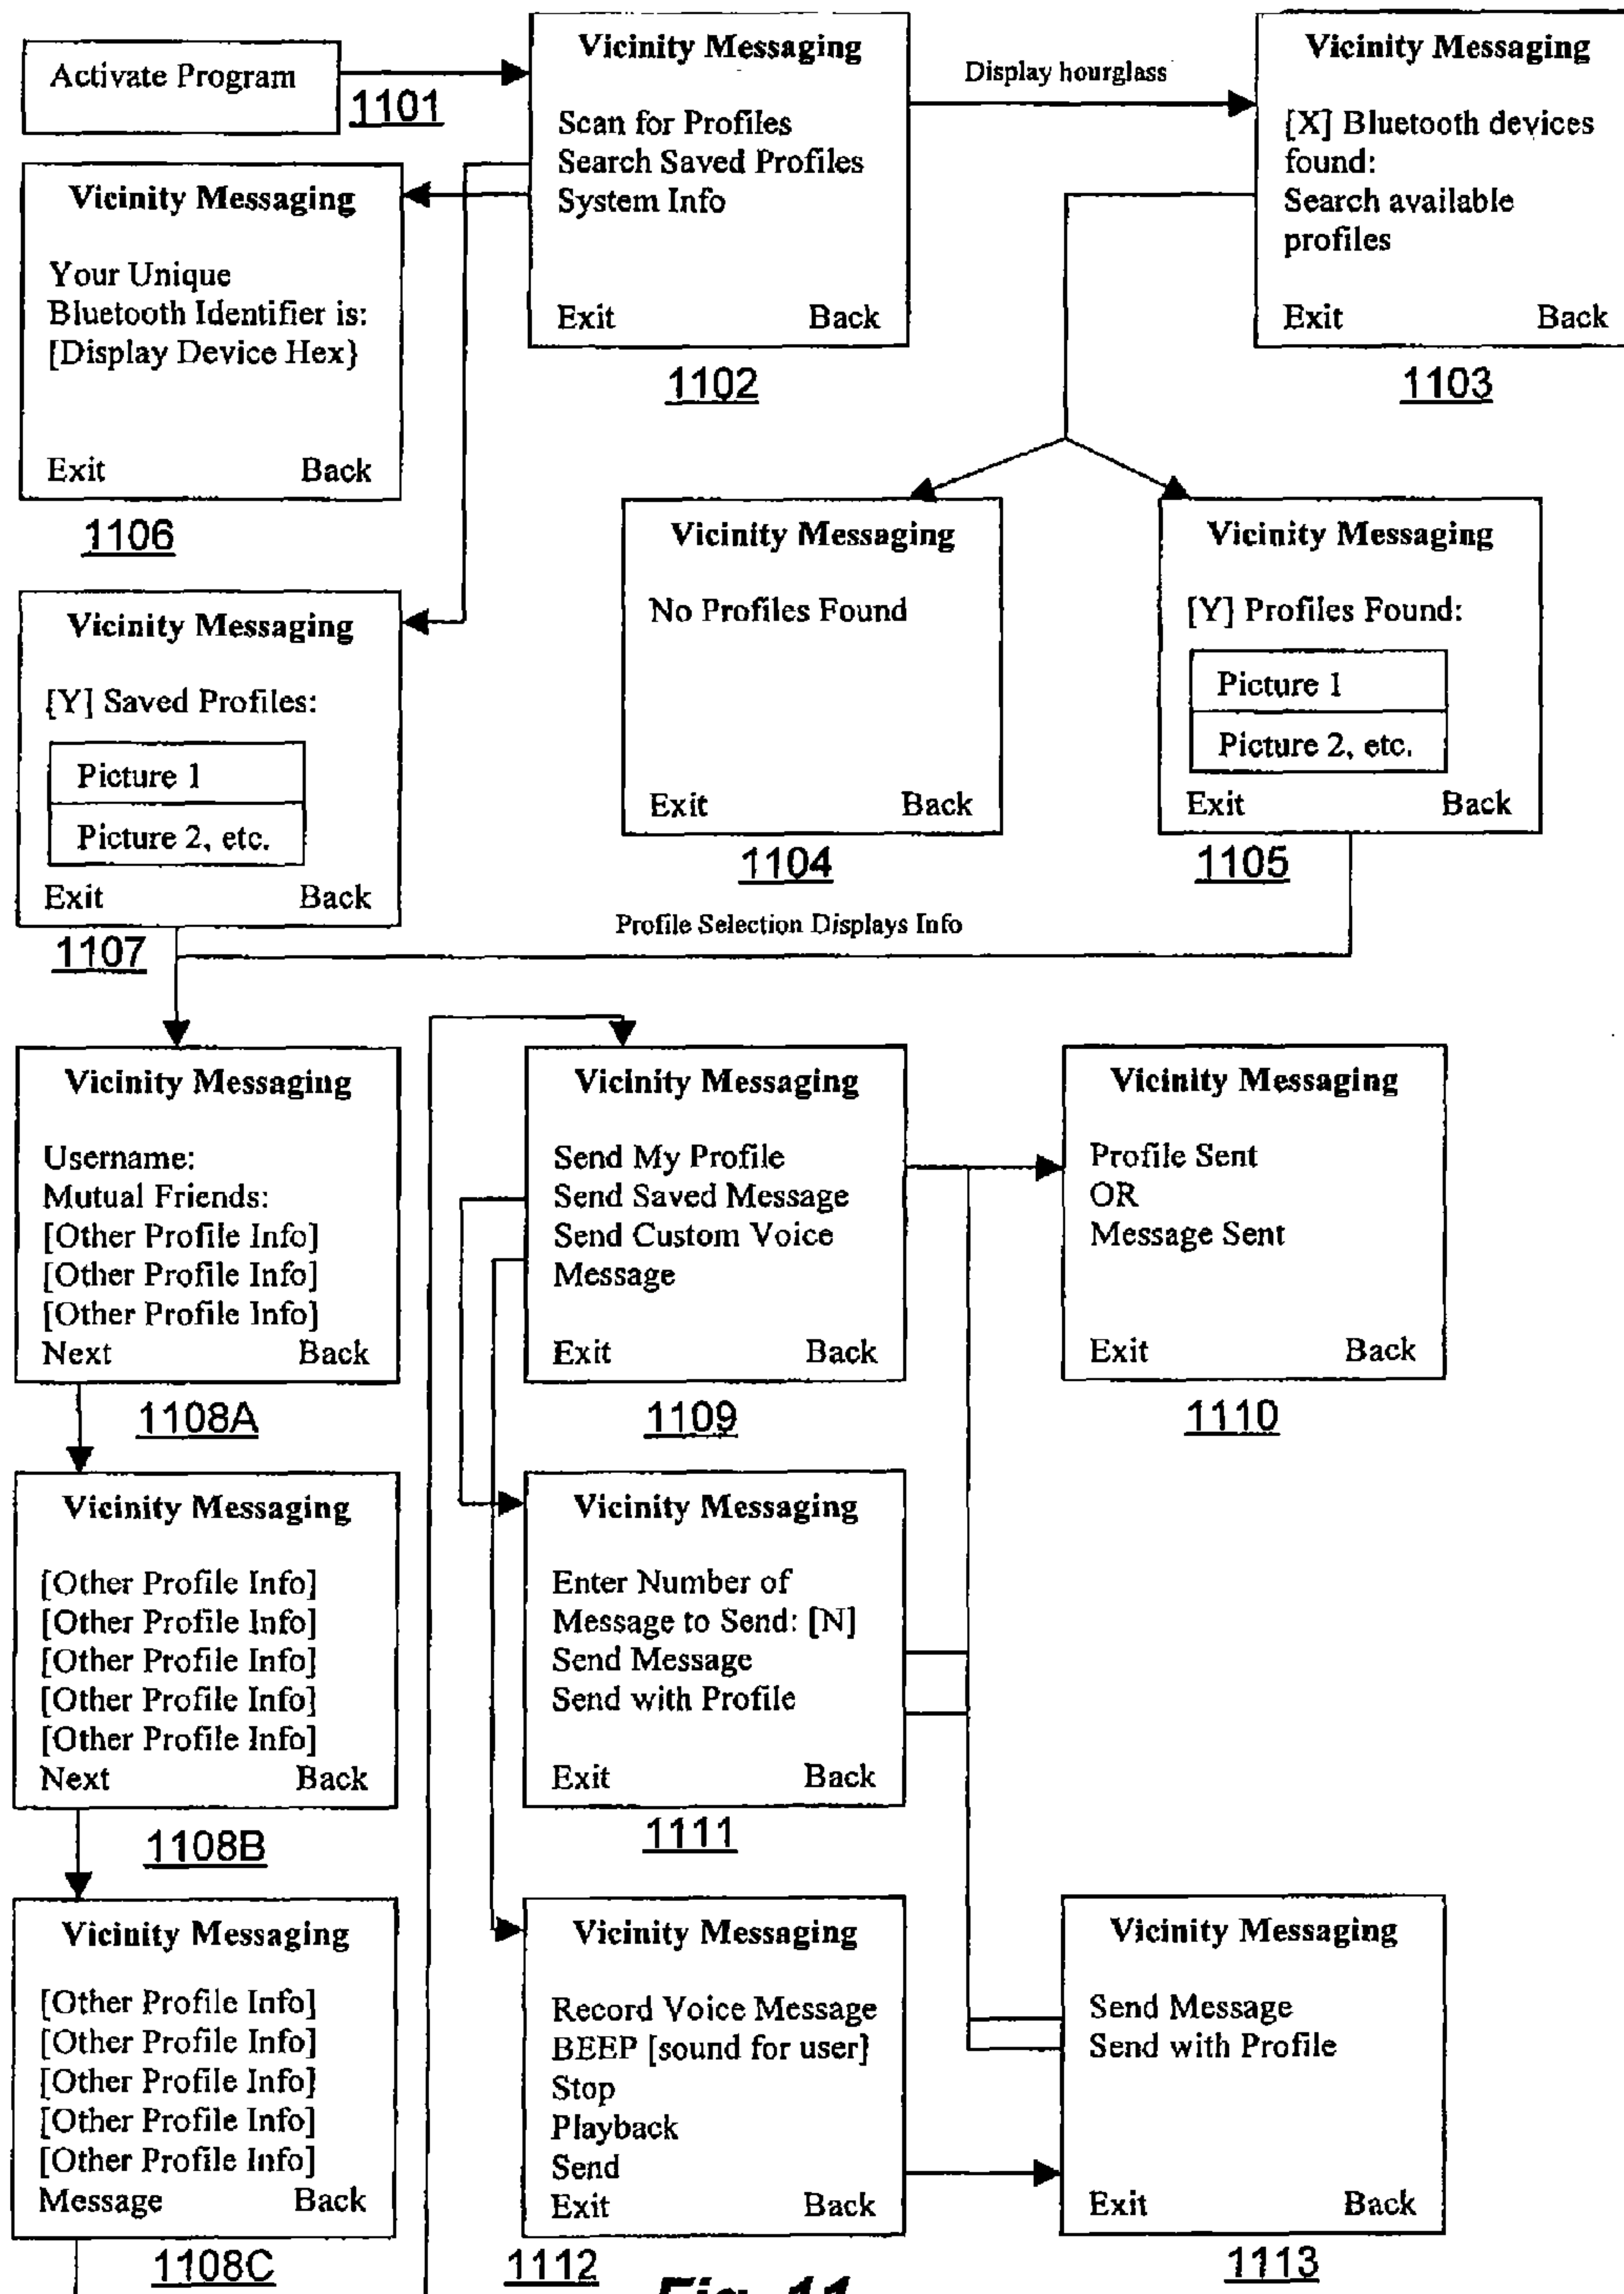 Activate Program
1101
Vicinity Messaging
Scan for Profiles
Search Saved Profiles
System Info
Exit Back
1102
Display hourglass
Vicinity Messaging
[X] Bluetooth devices
found:
Search available
profiles
Exit Back
1103
Vicinity Messaging
Your Unique
Bluetooth Identifier is:
[Display Device Hex}
Exit Back
1106
Vicinity Messaging
No Profiles Found
Exit Back
1104
Vicinity Messaging
[Y] Profiles Found:
Picture 1
Picture 2, etc.
Exit Back
1105
Vicinity Messaging
[Y] Saved Profiles:
Picture 1
Picture 2, etc.
Exit Back
1107
Profile Selection Displays Info
Vicinity Messaging
Username:
Mutual Friends:
[Other Profile Info]
[Other Profile Info]
[Other Profile Info]
Next Back
1108A
Vicinity Messaging
Send My Profile
Send Saved Message
Send Custom Voice
Message
Exit Back
1109
Vicinity Messaging
Profile Sent
OR
Message Sent
Exit Back
1110
Vicinity Messaging
[Other Profile Info]
[Other Profile Info]
[Other Profile Info]
[Other Profile Info]
[Other Profile Info]
Next Back
1108B
Vicinity Messaging
Enter Number of
Message to Send: [N]
Send Message
Send with Profile
Exit Back
1111
Vicinity Messaging
[Other Profile Info]
[Other Profile Info]
[Other Profile Info]
[Other Profile Info]
[Other Profile Info]
Message Back
1108C
Vicinity Messaging
Record Voice Message
BEEP [sound for user]
Stop
Playback
Send
Exit Back
1112
Vicinity Messaging
Send Message
Send with Profile
Exit Back
1113
Fig. 11